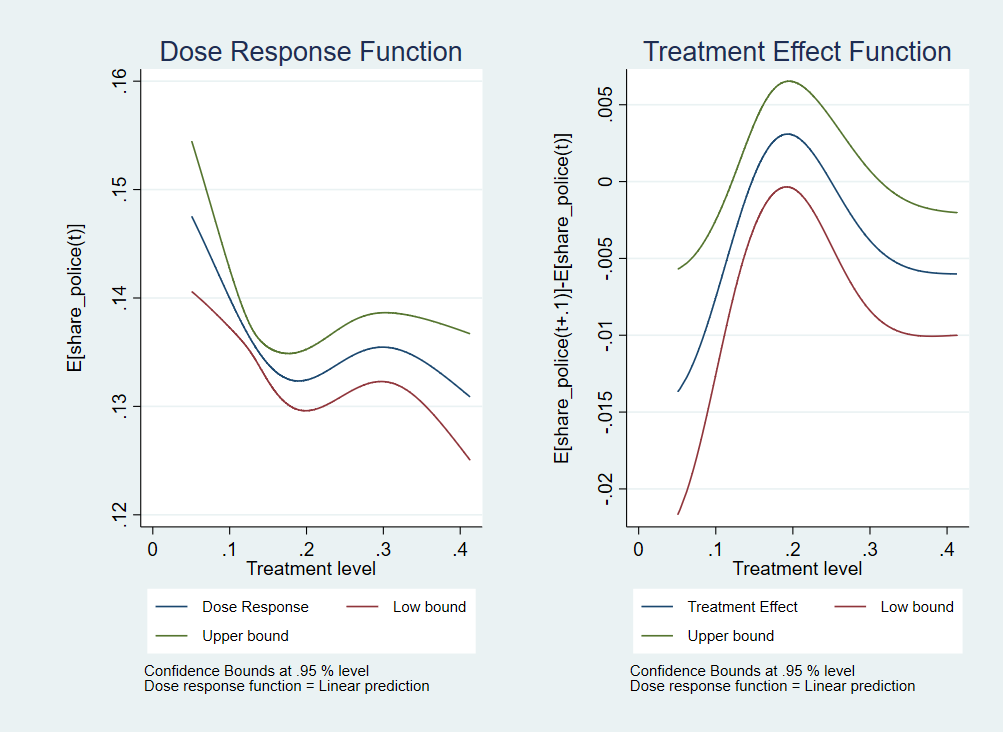 Dose Response Function
E[share_police(t)]
.16
.15
.14
.13
.12
0 .1 .2 .3 .4
Treatment level
Dose Response Low bound
Upper bound
Confidence Bounds at .95 % level
Dose response function = Linear prediction
Treatment Effect Function
E[share_police(t+.1)]-E[share_police(t)]
.005
0
-.005
-.01
-.015
-.02
0 .1 .2 .3 .4
Treatment level
Treatment Effect Low bound
Upper bound
Confidence Bounds at .95 % level
Dose response function = Linear prediction